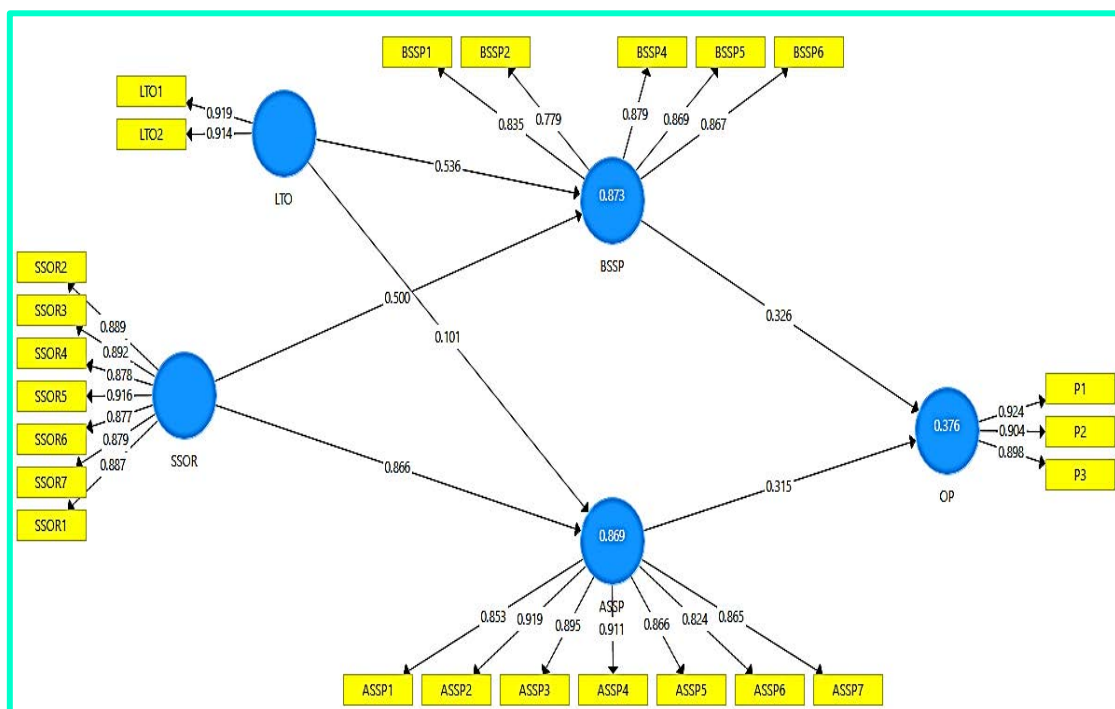 BSSP1 BSSP2 BSSP4 BSSP5 BSSP6
LTO1
LTO2
0.919
0.914
0.835 0.779 0.879 0.869 0.867
LTO
0.536
0.873
BSSP
SSOR2
SSOR3
SSOR4
SSOR5
SSOR6
SSOR7
SSOR1
0.889
0.892
0.878
0.916
0.877
0.879
0.887
SSOR
0.500
0.101
0.866
0.326
0.315
0.376
OP
0.924
0.904
0.898
P1
P2
P3
0.869
ASSP
0.853 0.919 0.895 0.911 0.866 0.824 0.865
ASSP1 ASSP2 ASSP3 ASSP4 ASSP5 ASSP6 ASSP7